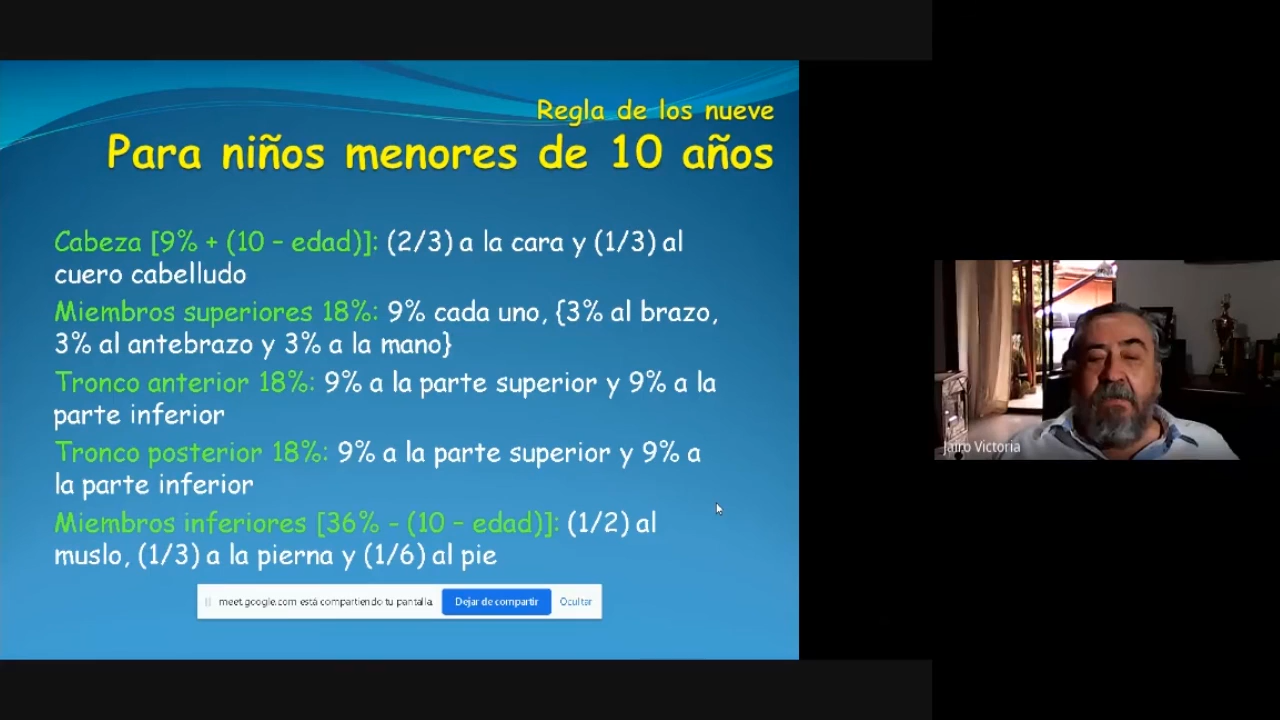 Regla de los nueve
Para niños menores de 10 años
Cabeza [9% + (10 – edad)]: (2/3) a la cara y (1/3) al
cuero cabelludo
Miembros superiores 18%: 9% cada uno, {3% al brazo,
3% al antebrazo y 3% a la mano}
Tronco anterior 18%: 9% a la parte superior y 9% a la
parte inferior
Tronco posterior 18%: 9% a la parte superior y 9% a
la parte inferior
Miembros inferiores [36% - (10 – edad)]: (1/2) al
muslo, (1/3) a la pierna y (1/6) al pie
meet.google.com está compartiendo tu pantalla.
Dejar de compartir
Ocultar
Jairo Victoria